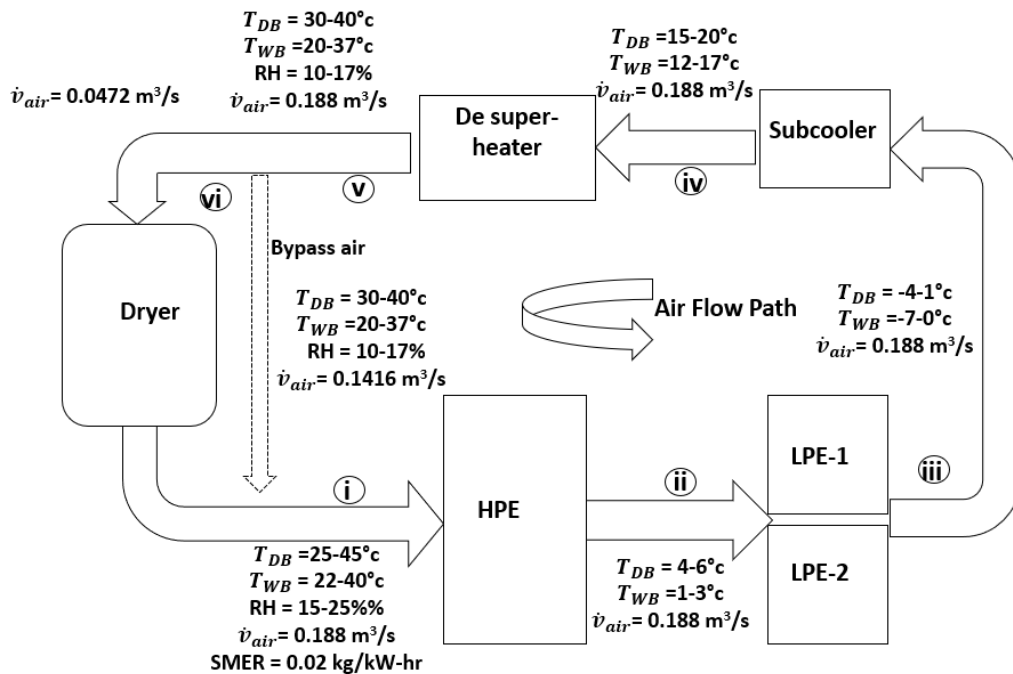 T_DB = 30-40°c
T_WB =20-37°c
RH = 10-17%
v̇_air= 0.188 m³/s
v̇_air= 0.0472 m³/s
T_DB =15-20°c
T_WB =12-17°c
v̇_air= 0.188 m³/s
De super-
heater
Subcooler
iv
v
vi
Bypass air
Dryer
T_DB = 30-40°c
T_WB =20-37°c
RH = 10-17%
v̇_air= 0.1416 m³/s
Air Flow Path
T_DB = -4-1°c
T_WB =-7-0°c
v̇_air= 0.188 m³/s
i
HPE
ii
LPE-1
LPE-2
iii
T_DB =25-45°c
T_WB =22-40°c
RH = 15-25%%
v̇_air= 0.188 m³/s
SMER = 0.02 kg/kW-hr
T_DB = 4-6°c
T_WB =1-3°c
v̇_air= 0.188 m³/s